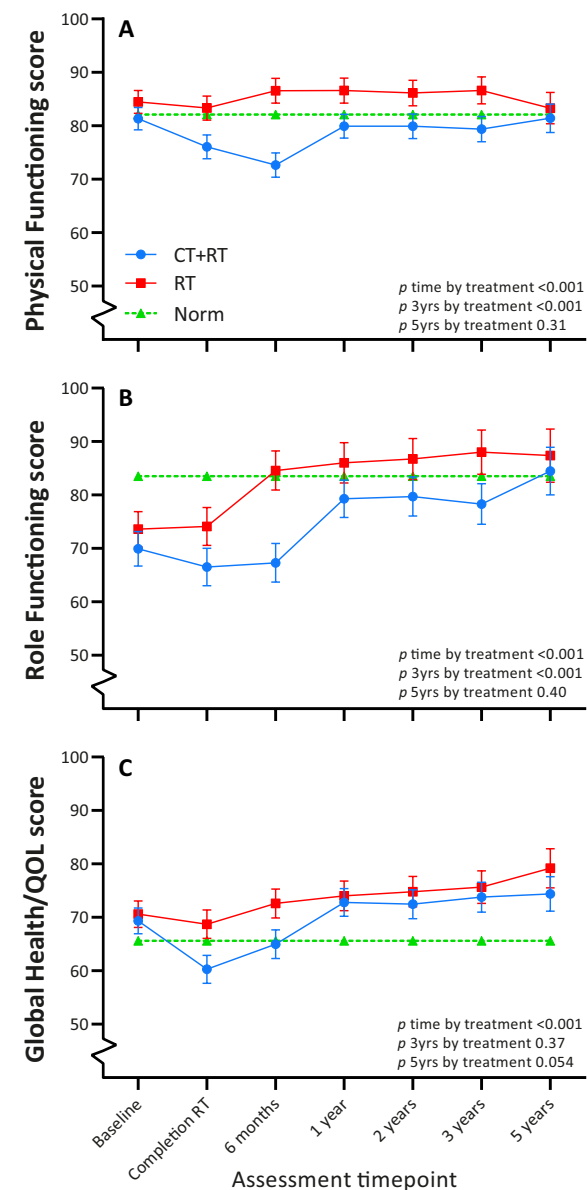 A
Physical Functioning score
100
90
80
70
60
50
CT+RT
RT
Norm
p time by treatment <0.001
p 3yrs by treatment <0.001
p 5yrs by treatment 0.31
B
Role Functioning score
100
90
80
70
60
50
p time by treatment <0.001
p 3yrs by treatment <0.001
p 5yrs by treatment 0.40
C
Global Health/QOL score
100
90
80
70
60
50
p time by treatment <0.001
p 3yrs by treatment 0.37
p 5yrs by treatment 0.054
Baseline
Completion RT
6 months
1 year
2 years
3 years
5 years
Assessment timepoint